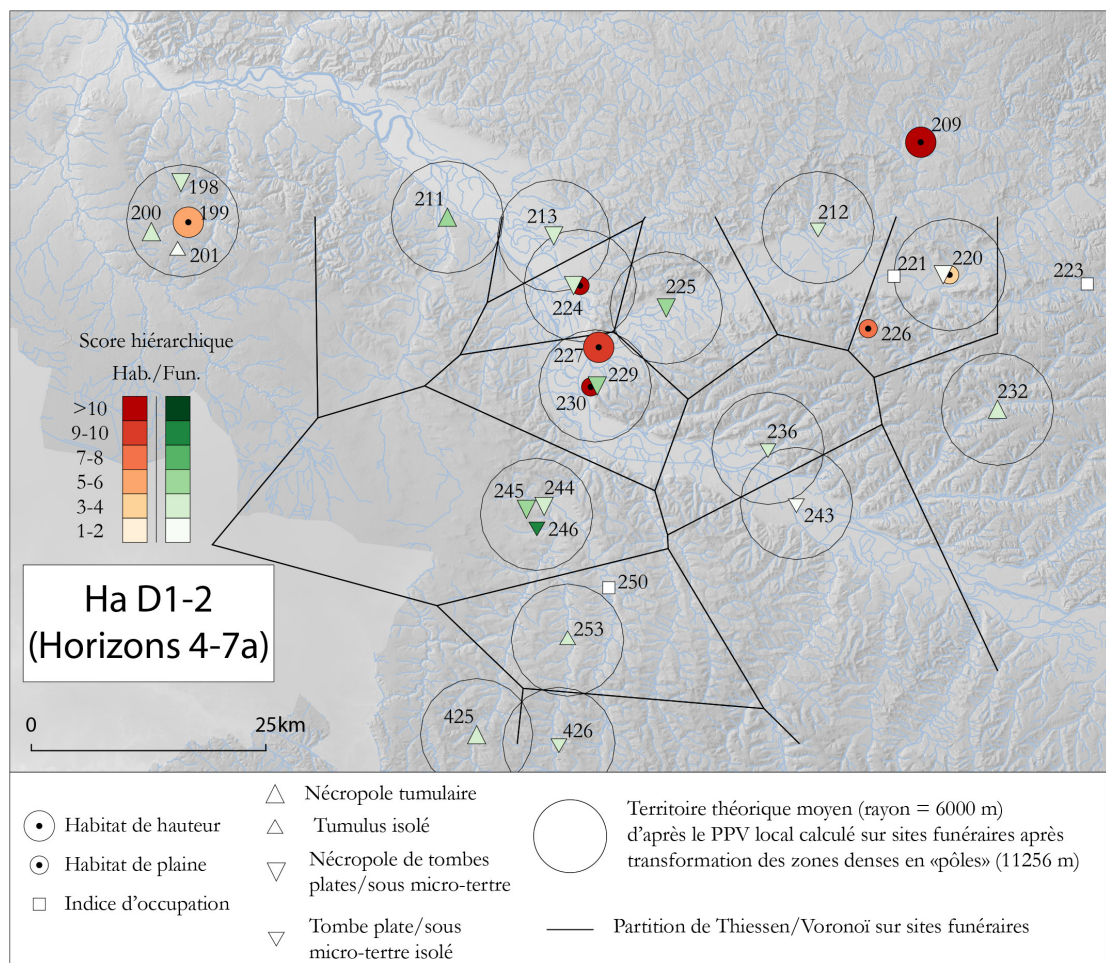 209
198
200
199
201
211
213
212
221
220
223
224
225
226
227
229
230
232
236
243
245
244
246
250
253
425
426
Score hiérarchique
Hab./Fun.
>10
9-10
7-8
5-6
3-4
1-2
Ha D1-2
(Horizons 4-7a)
0
25km
Habitat de hauteur
Habitat de plaine
Indice d'occupation
Nécropole tumulaire
Tumulus isolé
Nécropole de tombes
plates/sous micro-tertre
Tombe plate/sous
micro-tertre isolé
Territoire théorique moyen (rayon = 6000 m)
d'après le PPV local calculé sur sites funéraires après
transformation des zones denses en «pôles» (11256 m)
Partition de Thiessen/Voronoï sur sites funéraires